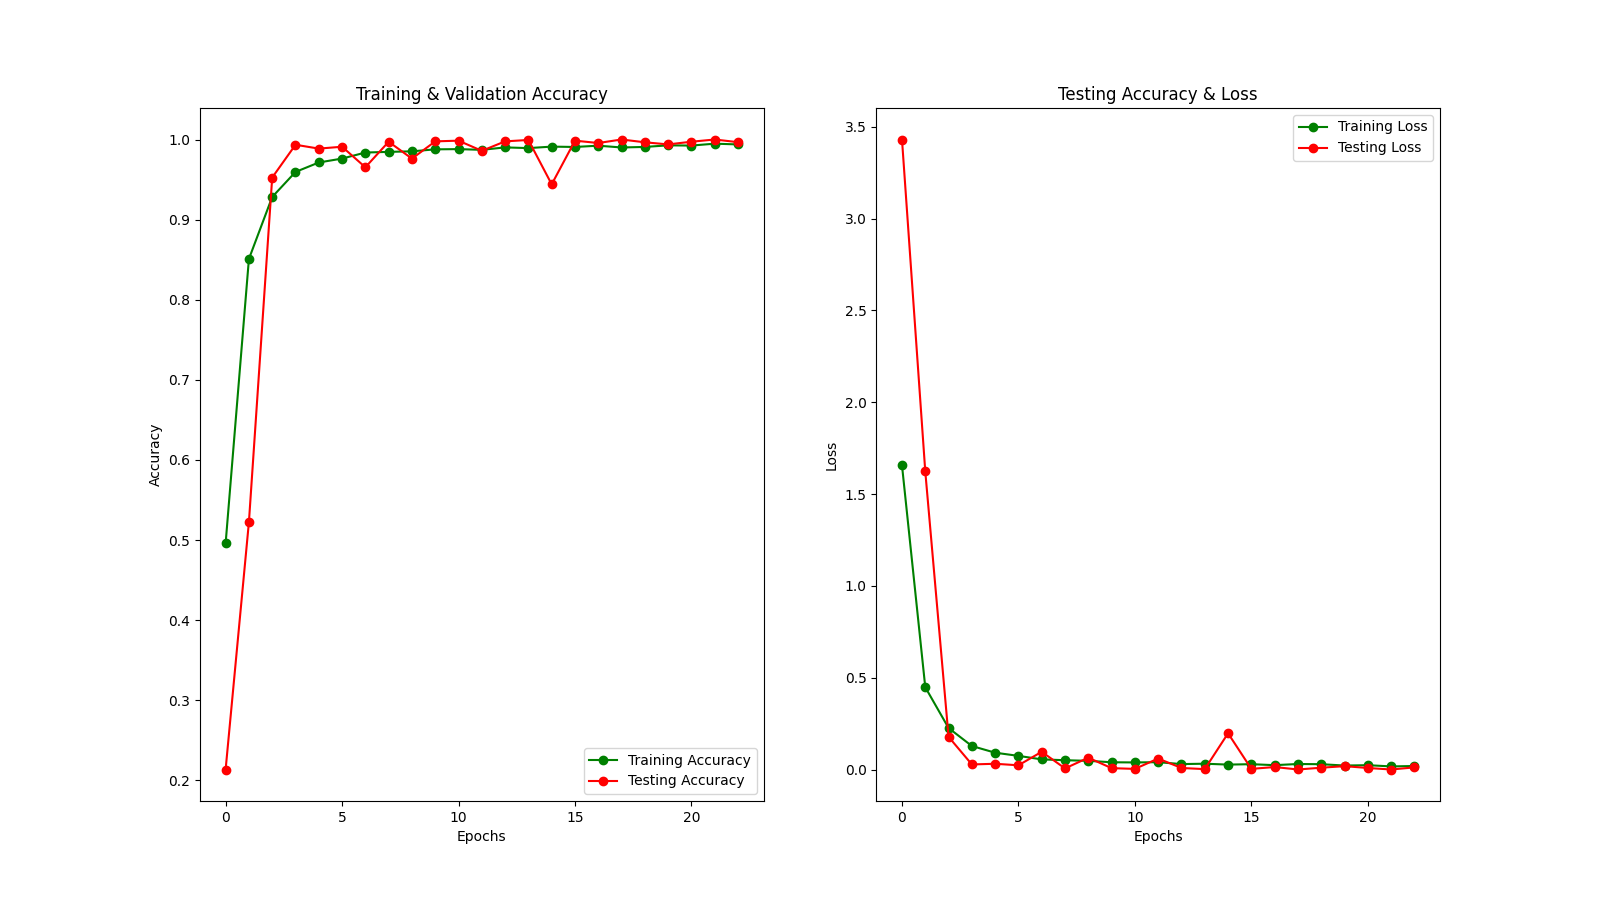 Training & Validation Accuracy
1.0
0.9
0.8
0.7
0.6
0.5
0.4
0.3
0.2
Accuracy
Training Accuracy
Testing Accuracy
0 5 10 15 20
Epochs
Testing Accuracy & Loss
3.5
3.0
2.5
2.0
1.5
1.0
0.5
0.0
Loss
Training Loss
Testing Loss
0 5 10 15 20
Epochs